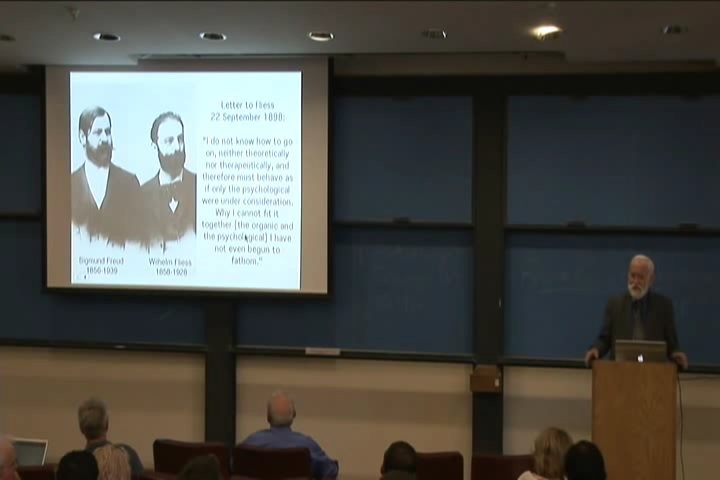 Letter to Fliess
22 September 1898:
"I do not know how to go
on, neither theoretically
nor therapeutically, and
therefore must behave as
if only the psychological
were under consideration.
Why I cannot fit it
together [the organic and
the psychological] I have
not even begun to
fathom."
Sigmund Freud
1856-1939
Wilhelm Fliess
1858-1928